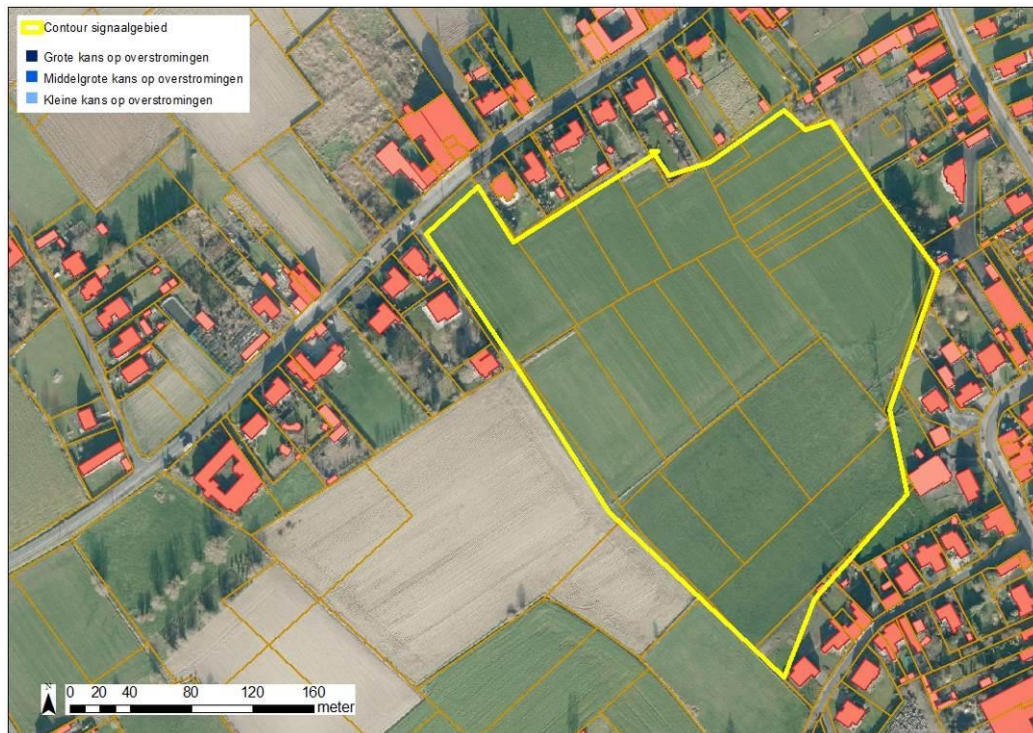 Contour signaalgebied
Grote kans op overstromingen
Middelgrote kans op overstromingen
Kleine kans op overstromingen
N
0 20 40 80 120 160
meter